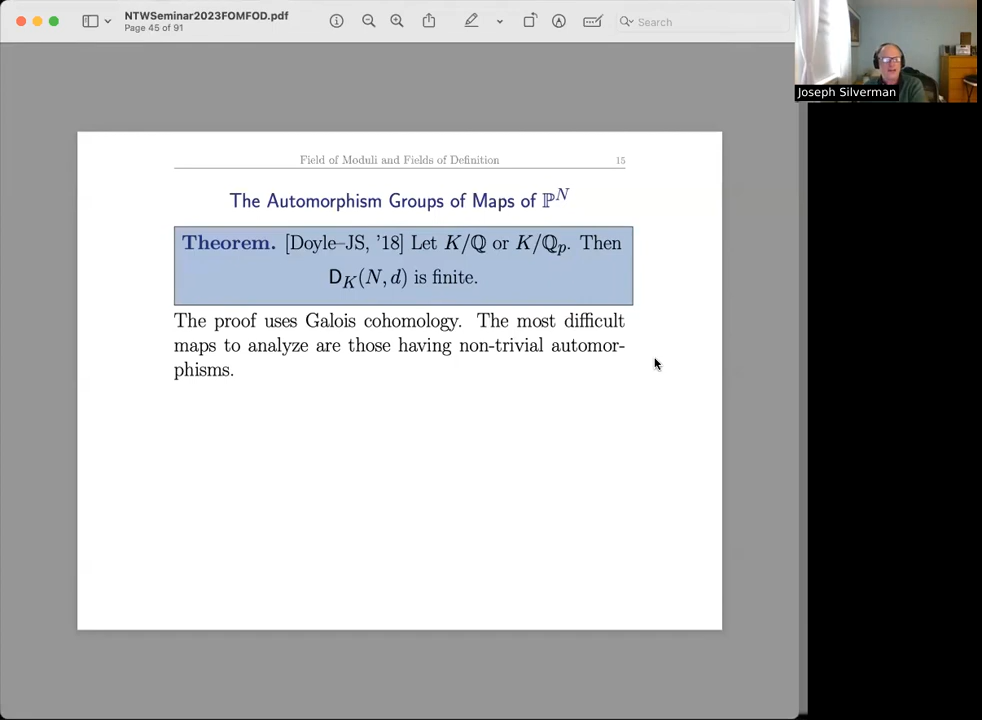 NTWSeminar2023FOMFOD.pdf
Page 45 of 91
Search
Joseph Silverman
Field of Moduli and Fields of Definition 15
The Automorphism Groups of Maps of ℙ^N
Theorem. [Doyle–JS, ’18] Let K/ℚ or K/ℚ_p. Then
D_K(N, d) is finite.
The proof uses Galois cohomology. The most difficult
maps to analyze are those having non-trivial automor-
phisms.